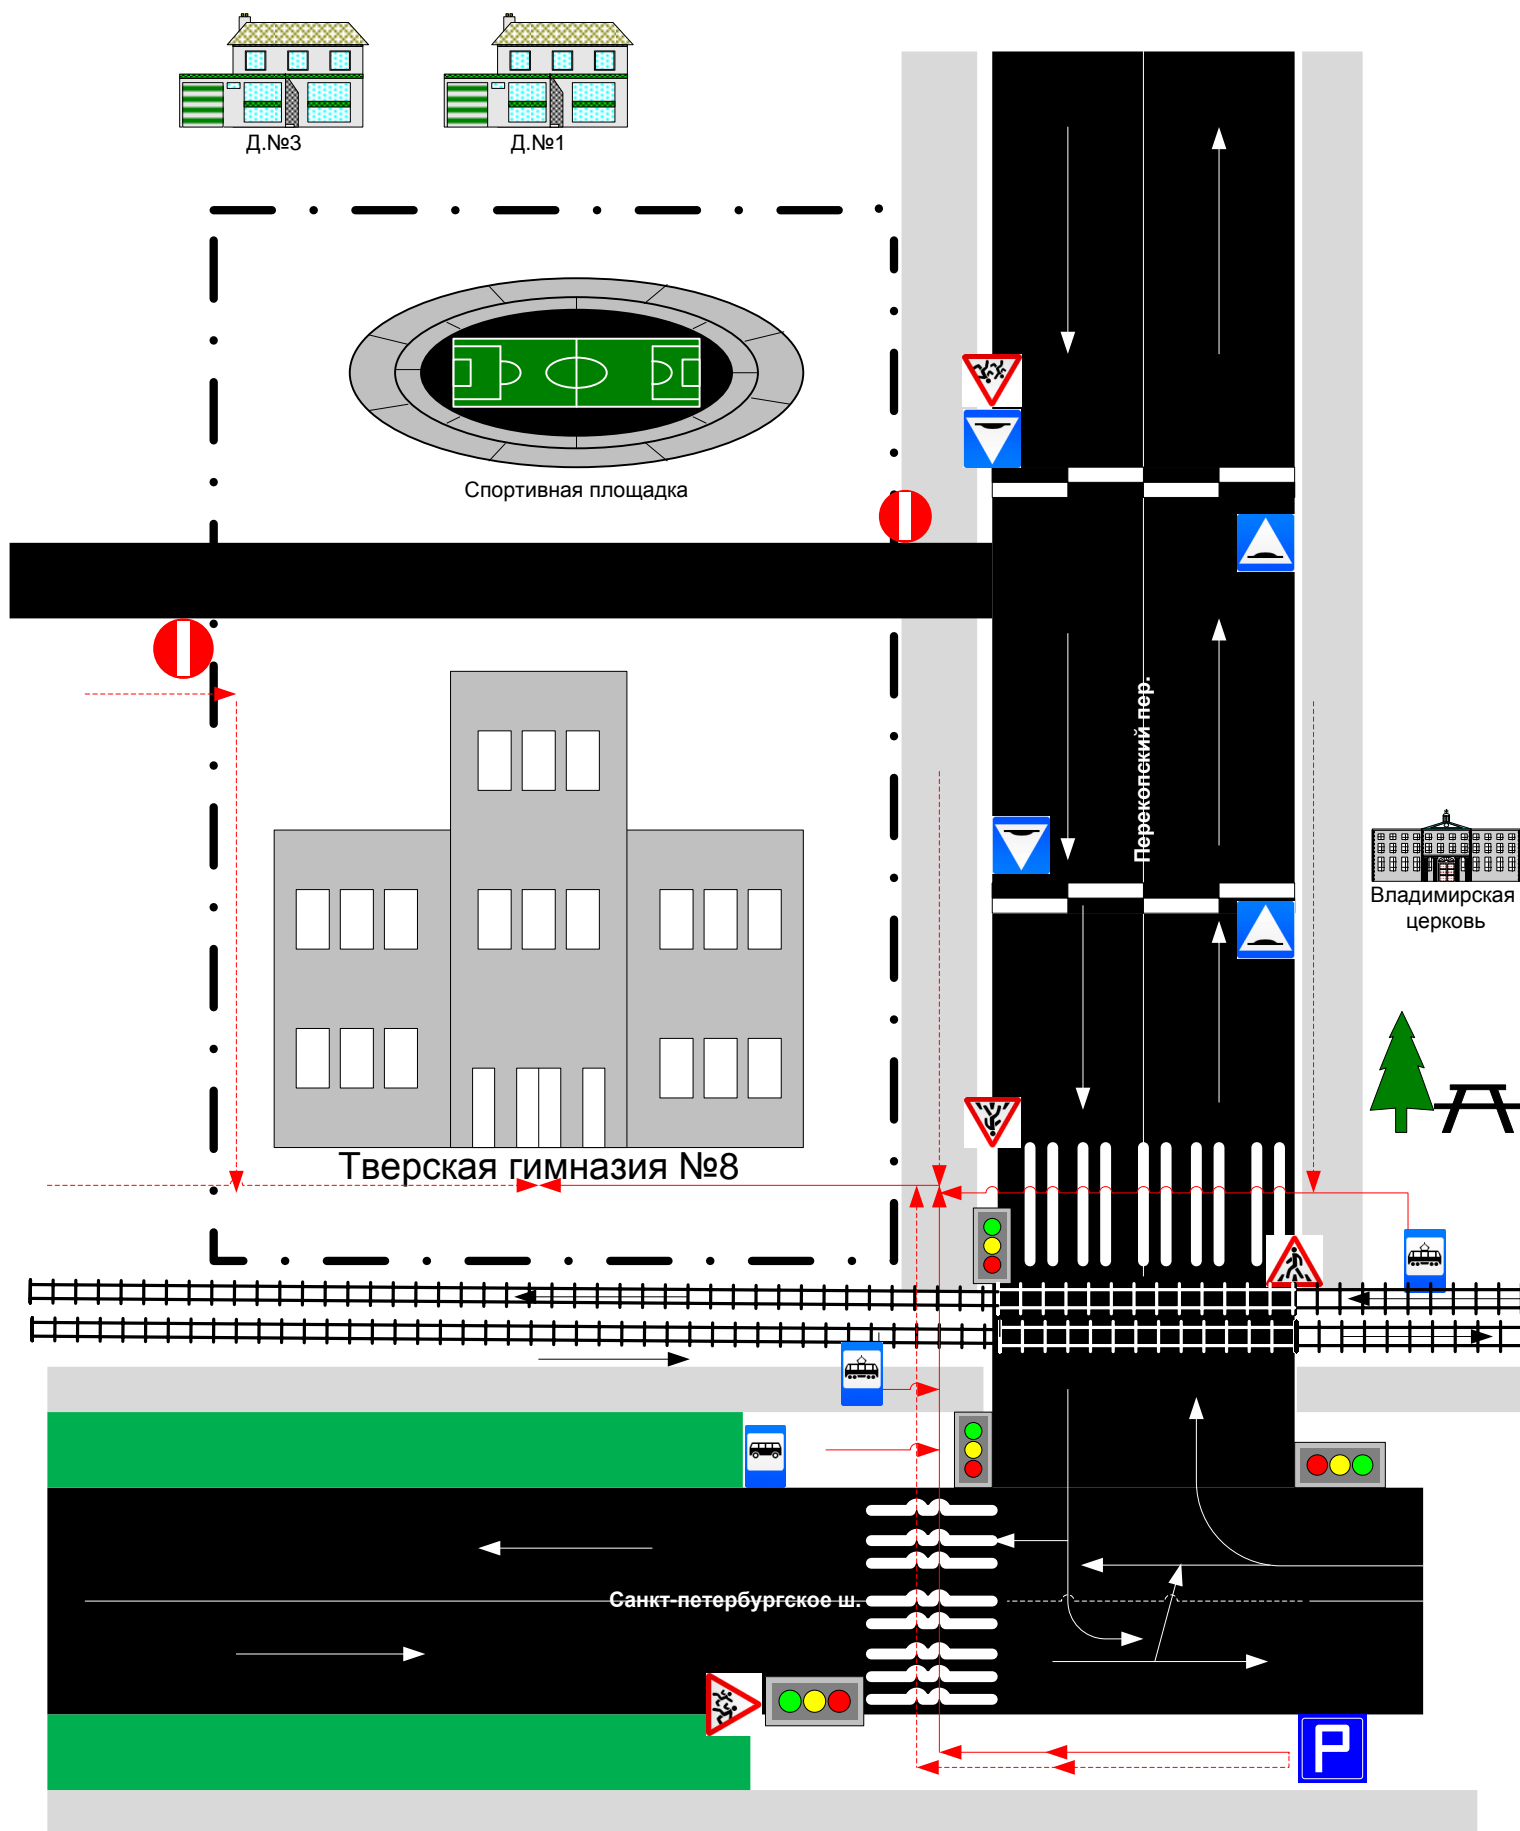 Д.№3
Д.№1
Спортивная площадка
Перекопский пер.
Владимирская
церковь
Тверская гимназия №8
Санкт-петербургское ш.
P